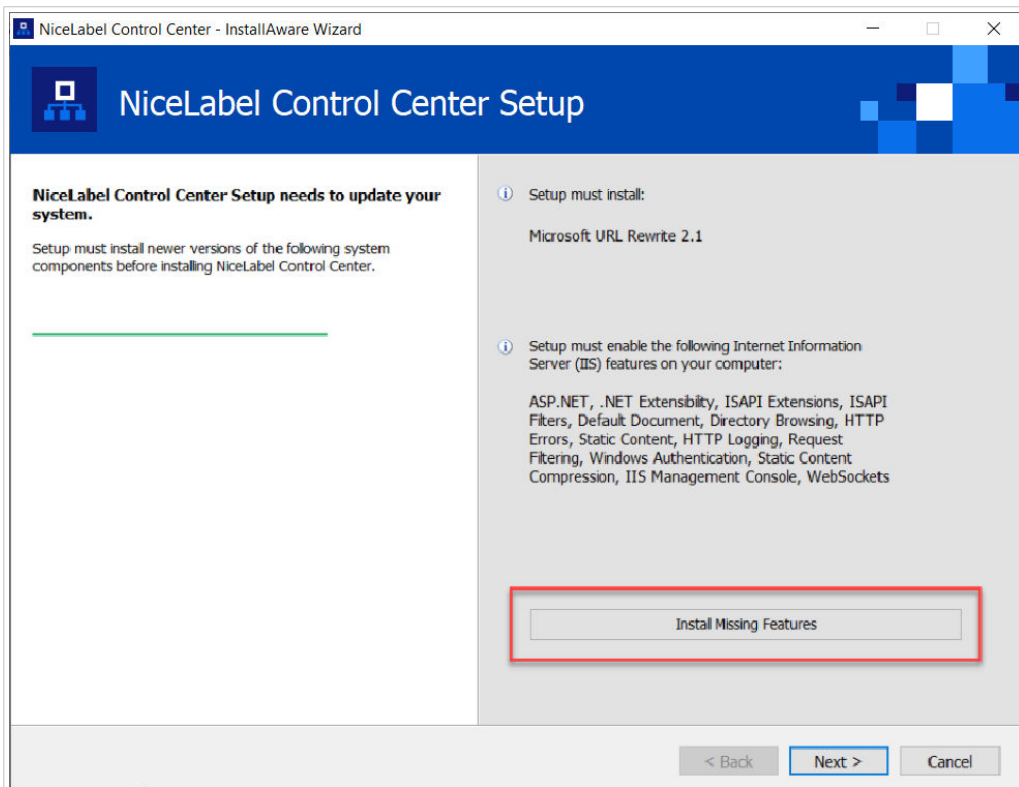 NiceLabel Control Center - InstallAware Wizard
NiceLabel Control Center Setup
NiceLabel Control Center Setup needs to update your
system.
Setup must install newer versions of the following system
components before installing NiceLabel Control Center.
Setup must install:
Microsoft URL Rewrite 2.1
Setup must enable the following Internet Information
Server (IIS) features on your computer:
ASP.NET, .NET Extensibility, ISAPI Extensions, ISAPI
Filters, Default Document, Directory Browsing, HTTP
Errors, Static Content, HTTP Logging, Request
Filtering, Windows Authentication, Static Content
Compression, IIS Management Console, WebSockets
Install Missing Features
< Back
Next >
Cancel